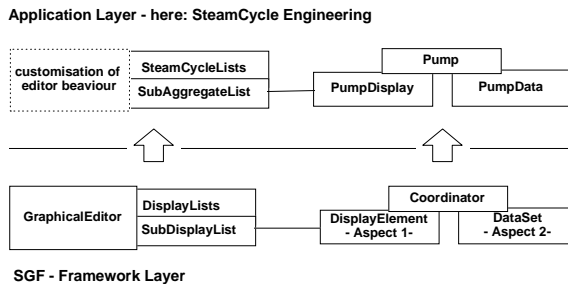 Application Layer - here: SteamCycle Engineering
customisation of
editor beaviour
SteamCycleLists
SubAggregateList
Pump
PumpDisplay
PumpData
GraphicalEditor
DisplayLists
SubDisplayList
Coordinator
DisplayElement
- Aspect 1-
DataSet
- Aspect 2-
SGF - Framework Layer